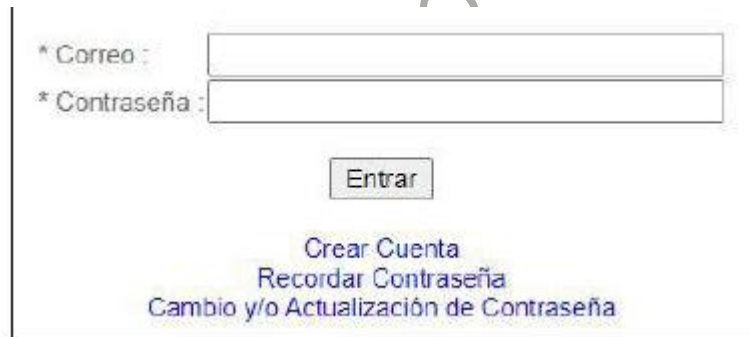 * Correo :
* Contraseña :
Entrar
Crear Cuenta
Recordar Contraseña
Cambio y/o Actualización de Contraseña